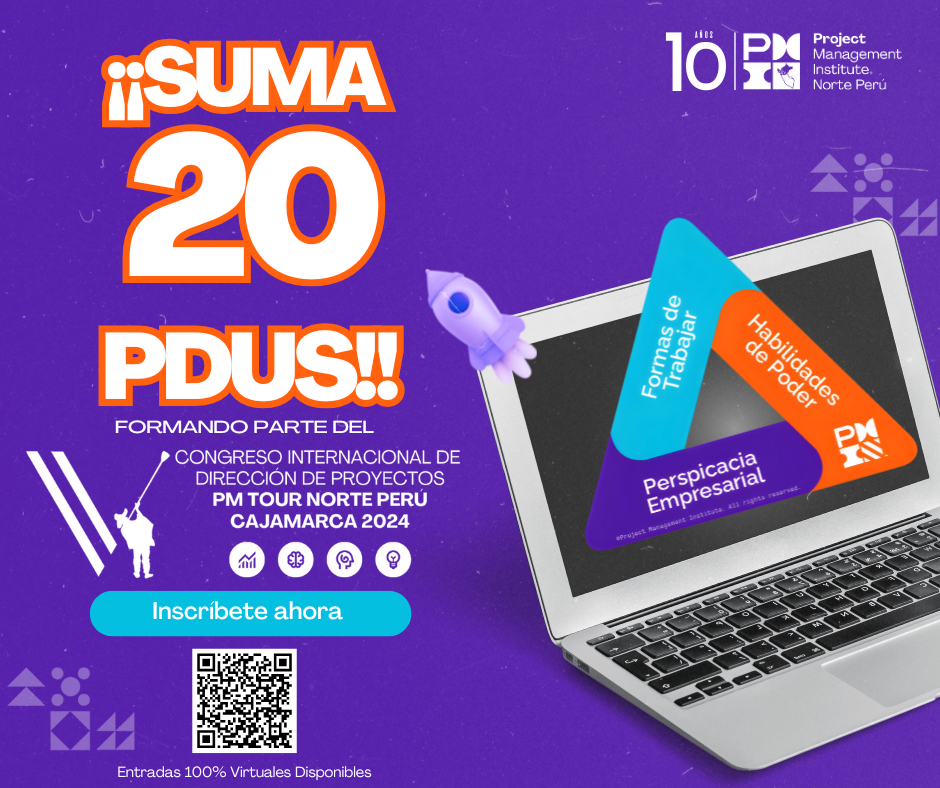 ¡¡SUMA
20
PDUS!!
FORMANDO PARTE DEL
CONGRESO INTERNACIONAL DE
DIRECCIÓN DE PROYECTOS
PM TOUR NORTE PERÚ
CAJAMARCA 2024
Inscríbete ahora
Entradas 100% Virtuales Disponibles
AÑOS
10
PMI
Project
Management
Institute.
Norte Perú
Formas de
Trabajar
Habilidades
de Poder
PMI
Perspicacia
Empresarial
©Project Management Institute. All rights reserved.